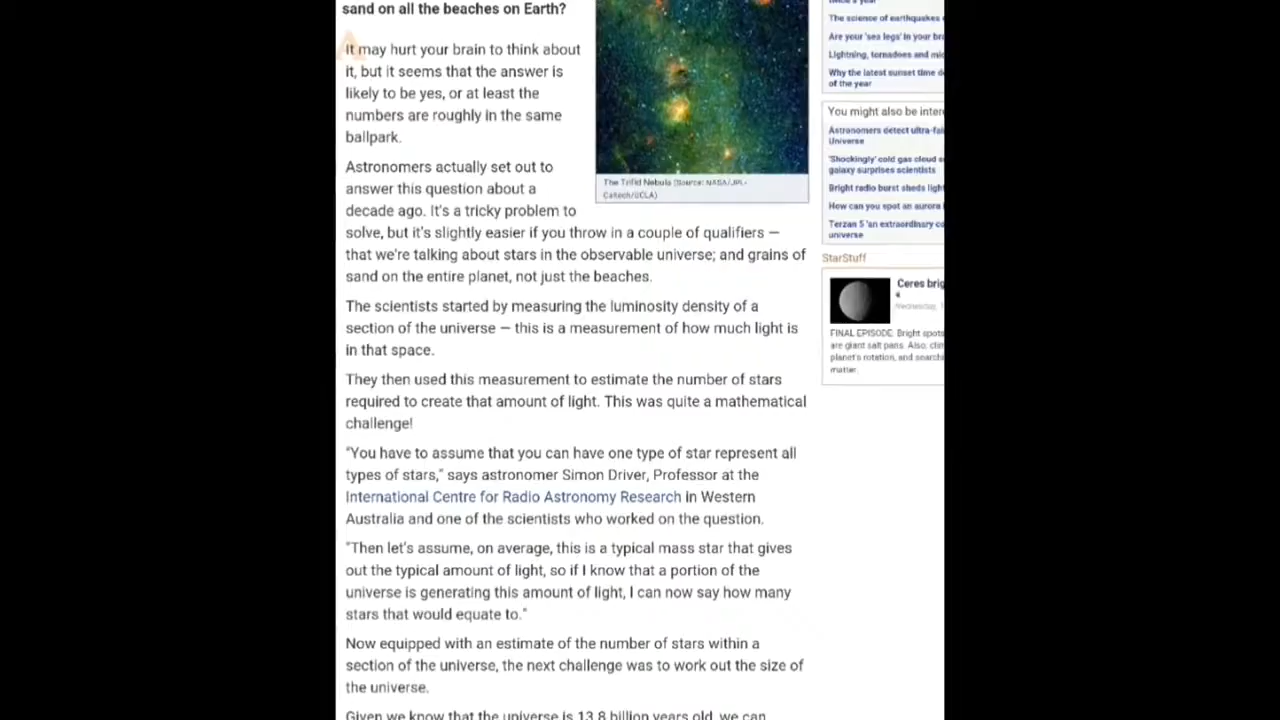 sand on all the beaches on Earth?
It may hurt your brain to think about
it, but it seems that the answer is
likely to be yes, or at least the
numbers are roughly in the same
ballpark.
Astronomers actually set out to
answer this question about a
decade ago. It's a tricky problem to
solve, but it's slightly easier if you throw in a couple of qualifiers —
that we're talking about stars in the observable universe; and grains of
sand on the entire planet, not just the beaches.
The scientists started by measuring the luminosity density of a
section of the universe — this is a measurement of how much light is
in that space.
They then used this measurement to estimate the number of stars
required to create that amount of light. This was quite a mathematical
challenge!
"You have to assume that you can have one type of star represent all
types of stars," says astronomer Simon Driver, Professor at the
International Centre for Radio Astronomy Research in Western
Australia and one of the scientists who worked on the question.
"Then let's assume, on average, this is a typical mass star that gives
out the typical amount of light, so if I know that a portion of the
universe is generating this amount of light, I can now say how many
stars that would equate to."
Now equipped with an estimate of the number of stars within a
section of the universe, the next challenge was to work out the size of
the universe.
Given we know that the universe is 13.8 billion years old, we can
The Trifid Nebula (Source: NASA/JPL-
Caltech/UCLA)
The science of earthquakes
Are your 'sea legs' in your
Lightning, tornadoes and
Why the latest sunset time
of the year
You might also be
Astronomers detect
Universe
'Shockingly' cold gas cloud
galaxy surprises scientists
Bright radio burst sheds
How can you spot an aurora
Terzan 5 'an extraordinary
universe
StarStuff
Ceres
FINAL EPISODE: Bright spots
are giant salt pans. Also,
planet's rotation, and
matter.